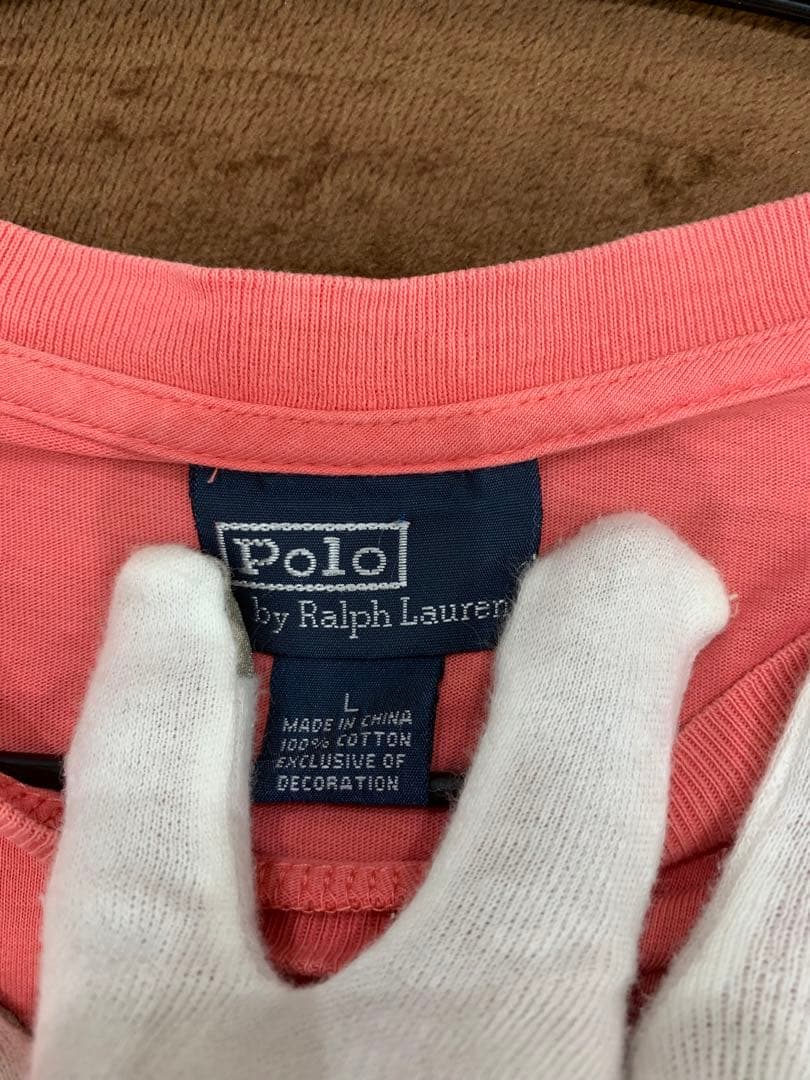 Polo
by Ralph Lauren
L
MADE IN CHINA
100% COTTON
EXCLUSIVE OF
DECORATION